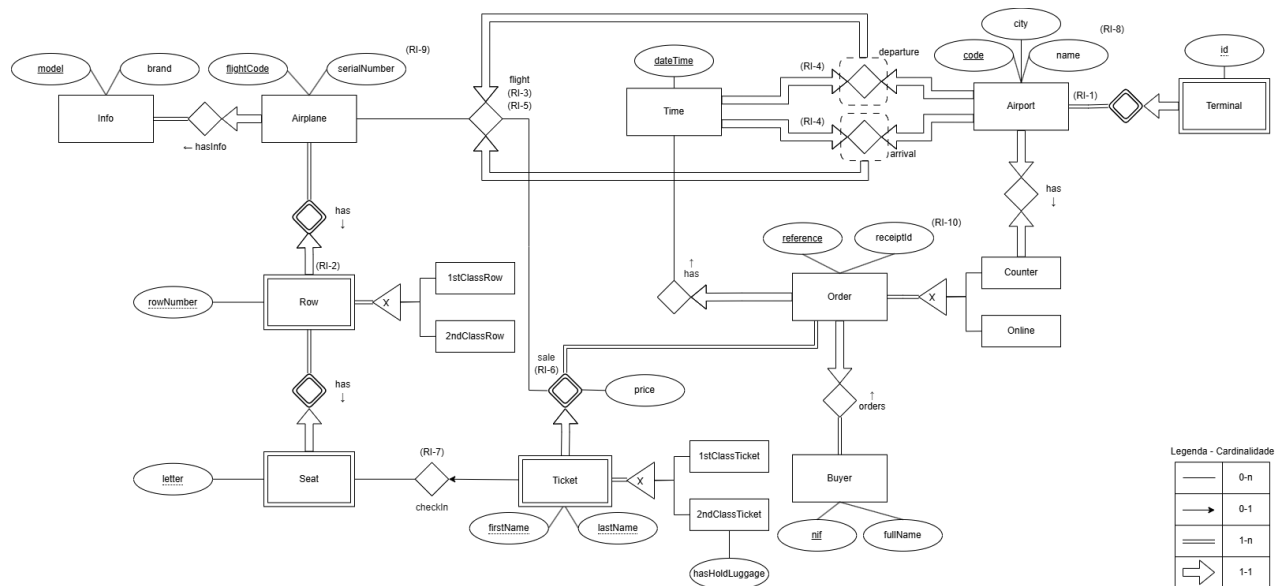 city
departure
(RI-8)
(RI-9)
model
brand
flightCode
serialNumber
dateTime
code
name
id
flight
(RI-3)
(RI-5)
(RI-4)
(RI-1)
Info
Airplane
Time
Airport
Terminal
(RI-4)
← hasInfo
arrival
has
↓
has
↓
reference
receiptId
(RI-10)
(RI-2)
↑
has
1stClassRow
Counter
rowNumber
Row
X
Order
X
2ndClassRow
Online
sale
(RI-6)
has
↓
price
↑
orders
(RI-7)
1stClassTicket
Legenda - Cardinalidade
letter
Seat
Ticket
X
Buyer
0-n
checkIn
2ndClassTicket
0-1
firstName
lastName
nif
fullName
1-n
hasHoldLuggage
1-1